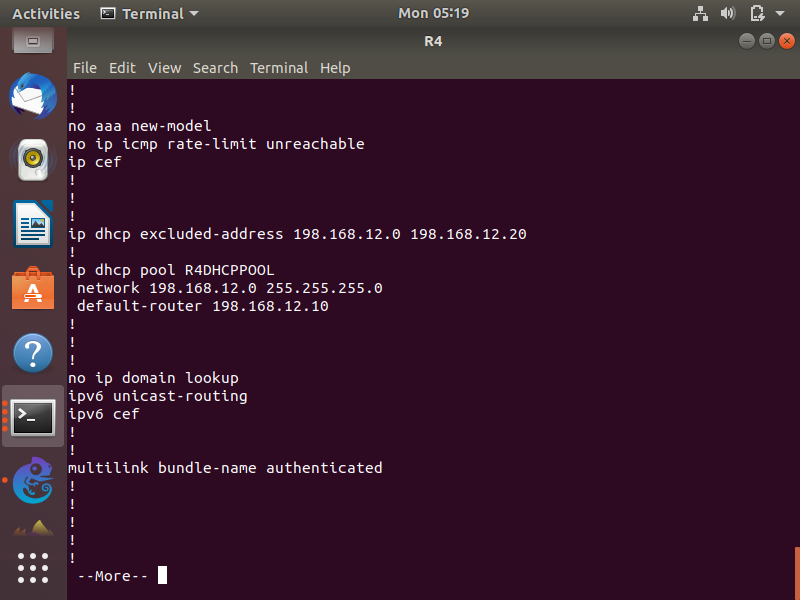 Activities
Terminal
Mon 05:19
R4
File Edit View Search Terminal Help
!
!
no aaa new-model
no ip icmp rate-limit unreachable
ip cef
!
!
!
ip dhcp excluded-address 198.168.12.0 198.168.12.20
!
ip dhcp pool R4DHCPPOOL
 network 198.168.12.0 255.255.255.0
 default-router 198.168.12.10
!
!
!
no ip domain lookup
ipv6 unicast-routing
ipv6 cef
!
!
multilink bundle-name authenticated
!
!
!
!
!
 --More--